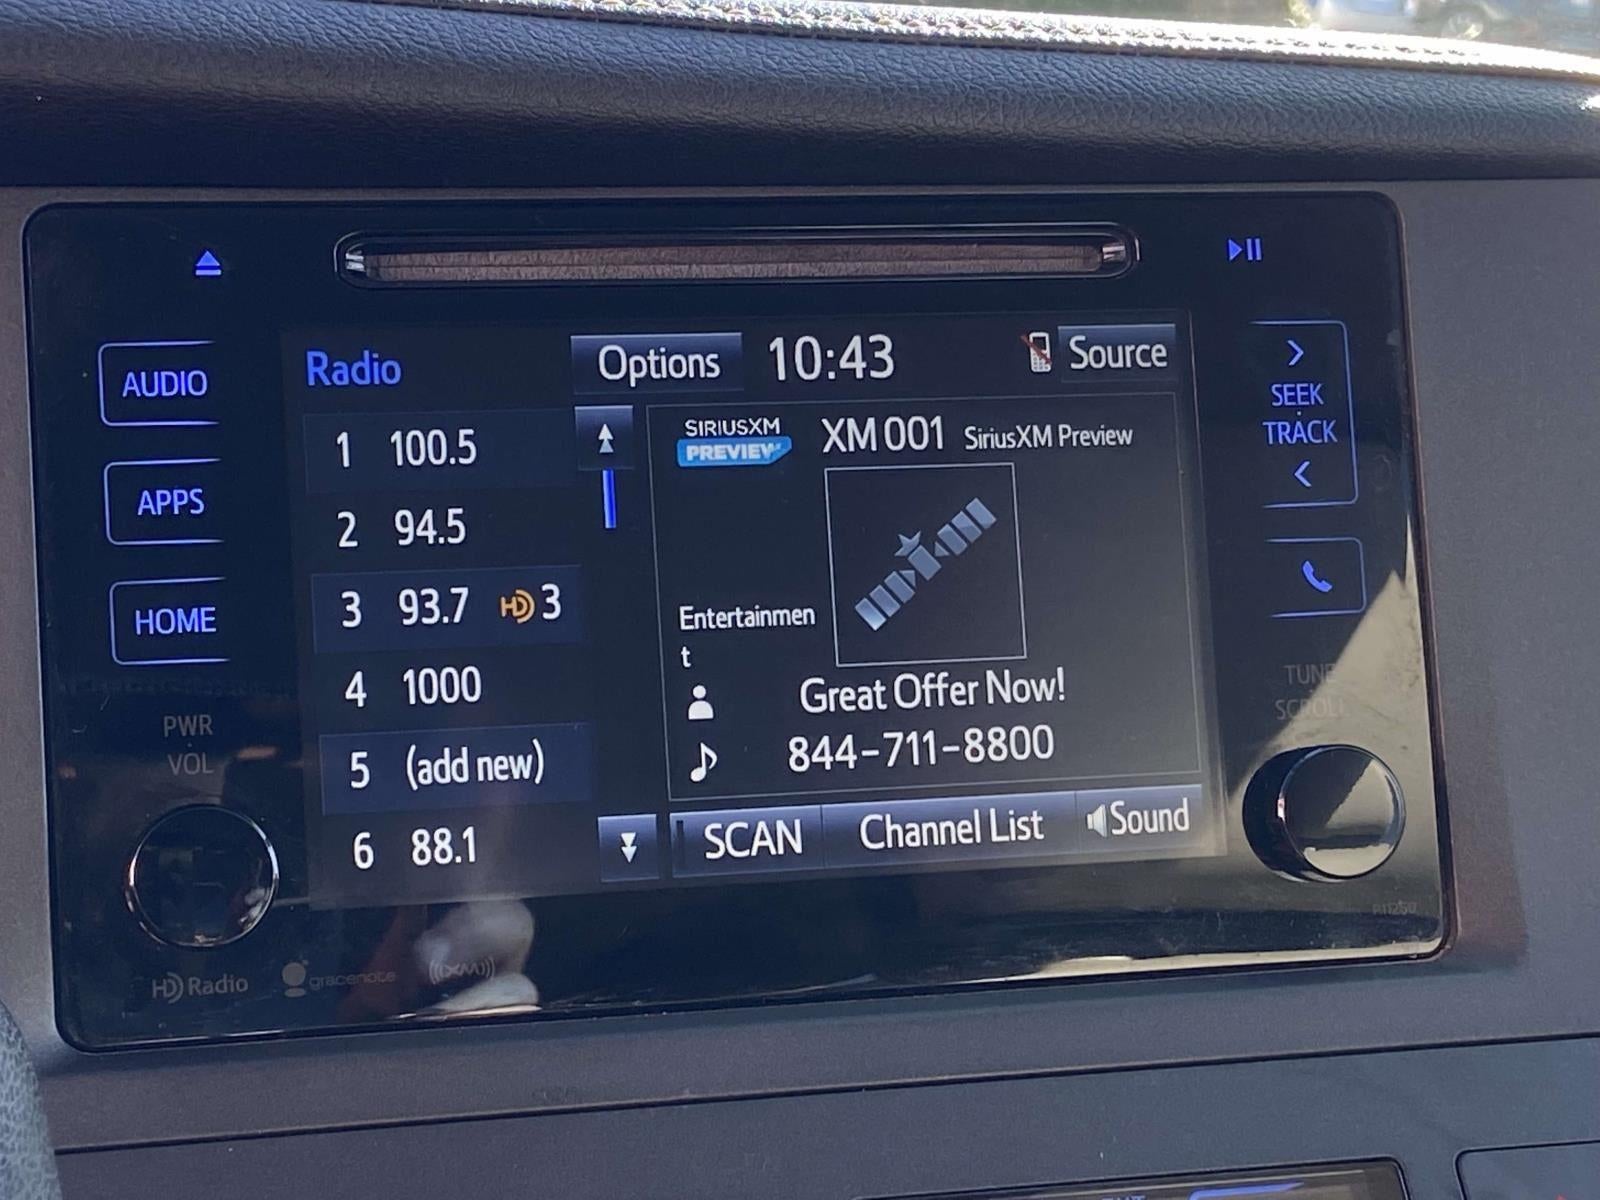 AUDIO
APPS
HOME
PWR
VOL
Radio
Options
10:43
Source
1 100.5
2 94.5
3 93.7 HD 3
4 1000
5 (add new)
6 88.1
SIRIUSXM
PREVIEW
XM 001 SiriusXM Preview
Entertainmen
t
Great Offer Now!
844-711-8800
SCAN
Channel List
Sound
SEEK
TRACK
TUNE
SCROLL
HD Radio
gracenote
((XM))